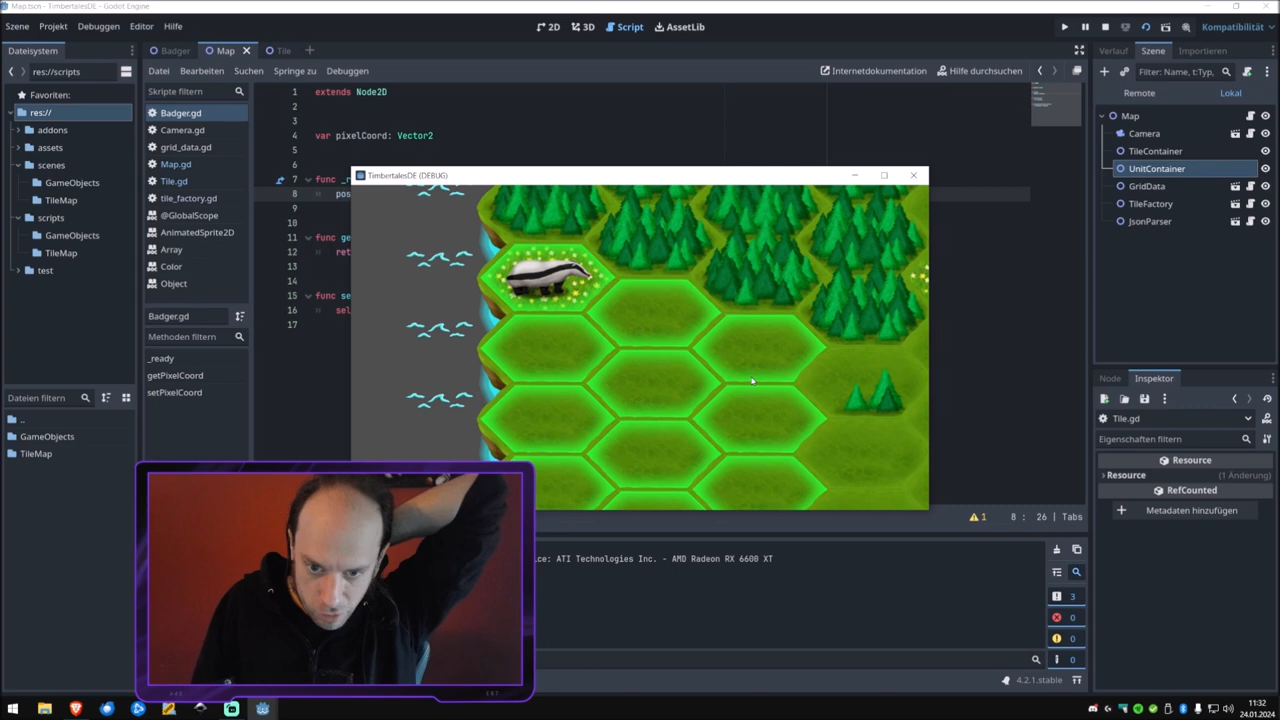 Map.tscn - Godot Engine
Szene Projekt Debuggen Editor Hilfe
2D 3D Script AssetLib
Kompatibilität
Dateisystem
Badger Map Tile
Verlauf Szene Importieren
res://scripts
Datei Bearbeiten Suchen Springe zu Debuggen
Internetdokumentation Hilfe durchsuchen
Filter: Name, t:Typ,
Favoriten:
res://
addons
assets
scenes
GameObjects
TileMap
scripts
GameObjects
TileMap
test
Skripte filtern
Badger.gd
Camera.gd
grid_data.gd
Map.gd
Tile.gd
tile_factory.gd
@GlobalScope
AnimatedSprite2D
Array
Color
Object
Badger.gd
Methoden filtern
_ready
getPixelCoord
setPixelCoord
1 extends Node2D
2
3
4 var pixelCoord: Vector2
5
6
7 func _r
8 pos
9
10
11 func ge
12 ret
13
14
15 func se
16 sel
17
TimbertalesDE (DEBUG)
Remote Lokal
Map
Camera
TileContainer
UnitContainer
GridData
TileFactory
JsonParser
Node Inspektor
Tile.gd
Eigenschaften filtern
Resource
Resource (1 Änderung)
RefCounted
Metadaten hinzufügen
Dateien filtern
..
GameObjects
TileMap
1 8 : 26 | Tabs
ice: ATI Technologies Inc. - AMD Radeon RX 6600 XT
3
0
0
0
4.2.1.stable
11:32
24.01.2024